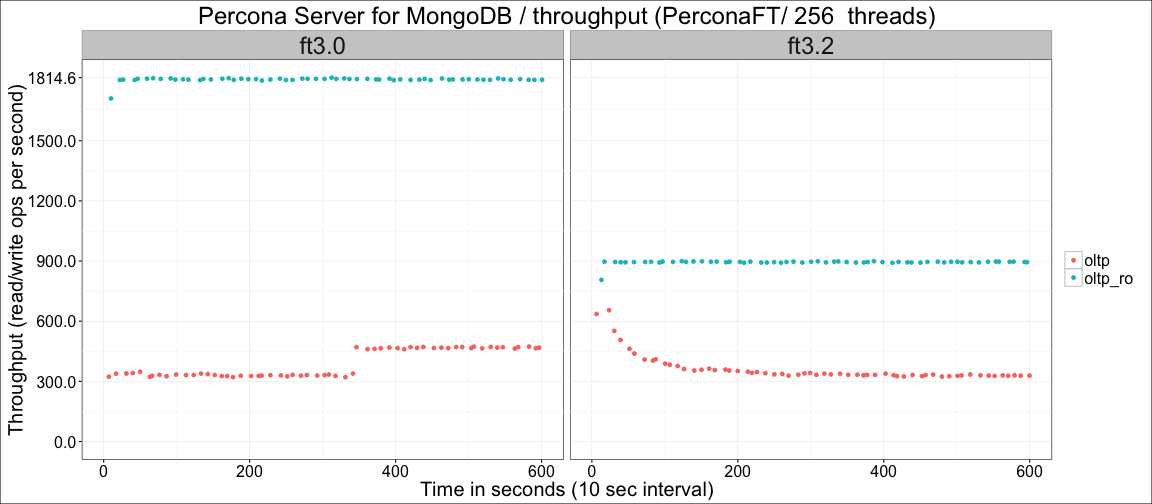 Percona Server for MongoDB / throughput (PerconaFT/ 256 threads)
ft3.0
ft3.2
Throughput (read/write ops per second)
1814.6
1500.0
1200.0
900.0
600.0
300.0
0.0
0
200
400
600
0
200
400
600
Time in seconds (10 sec interval)
oltp
oltp_ro